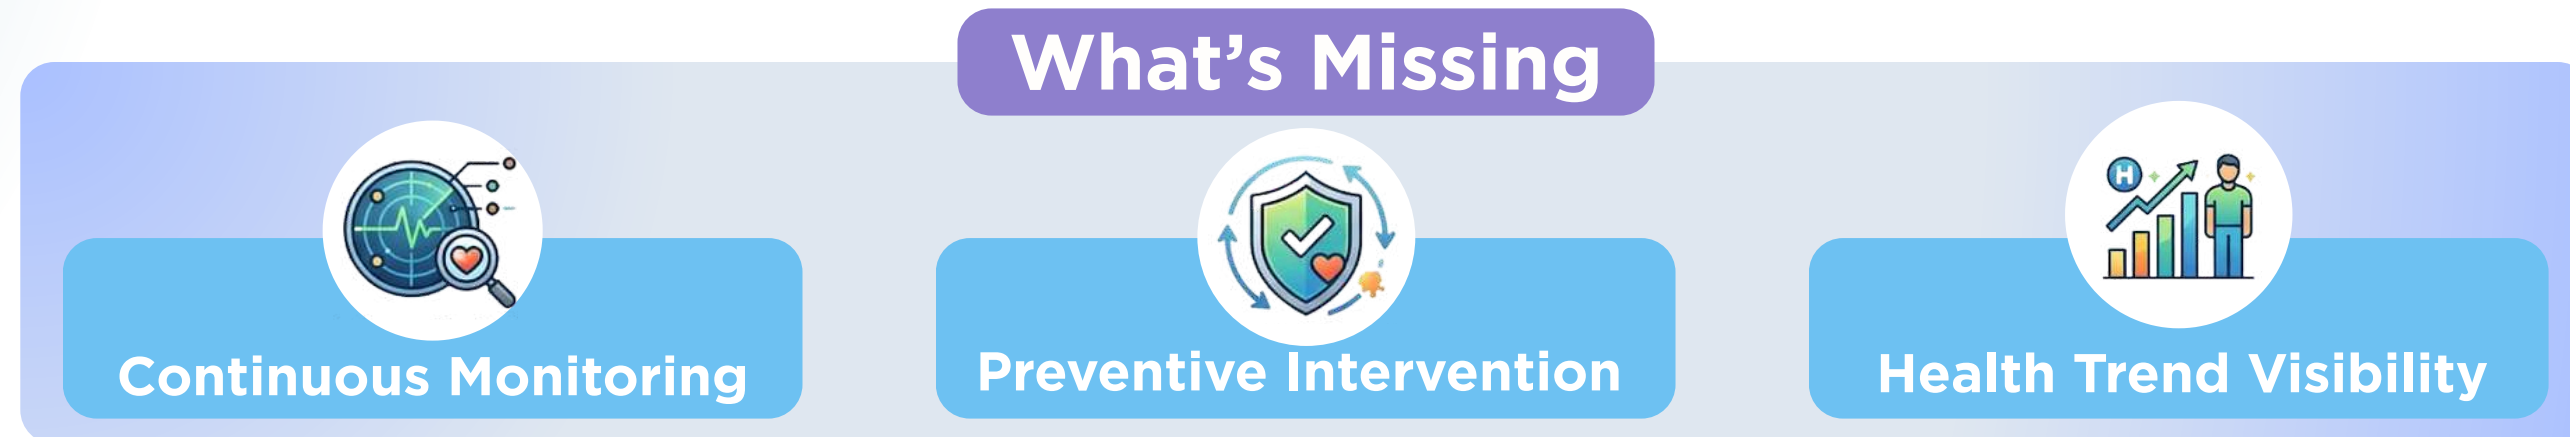 What’s Missing
Continuous Monitoring
Preventive Intervention
H
Health Trend Visibility